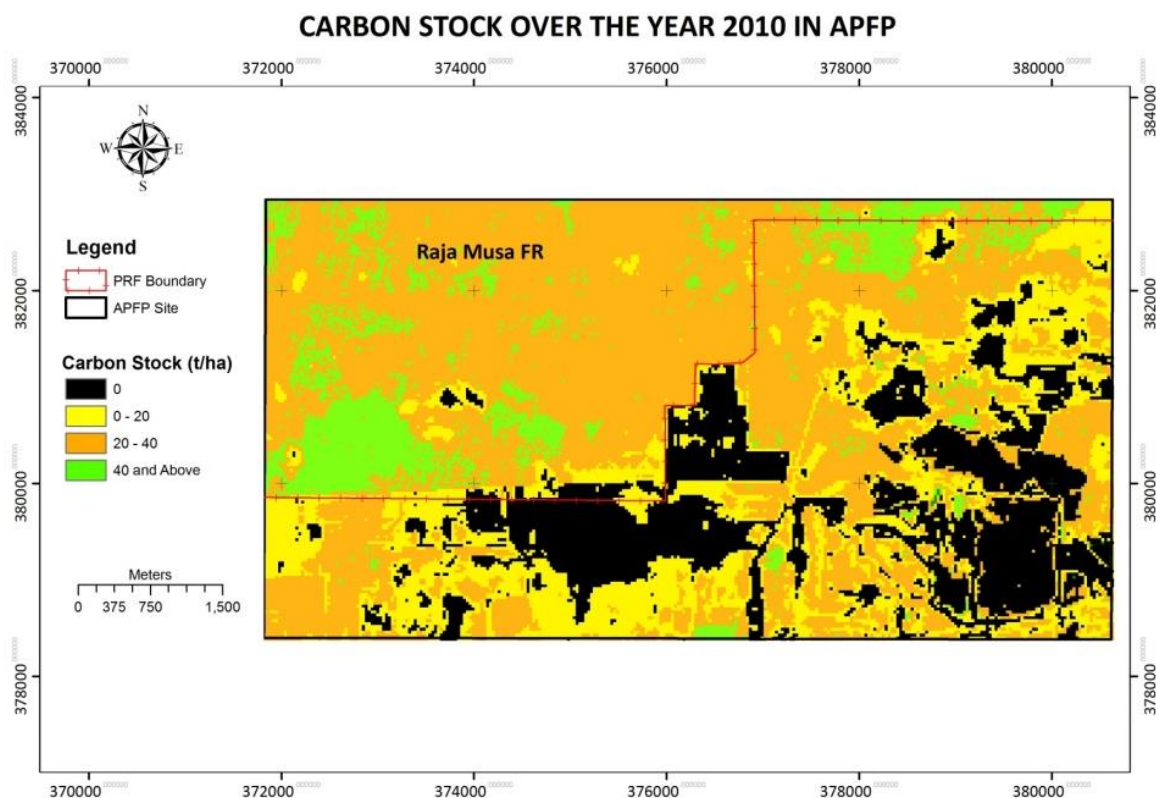 CARBON STOCK OVER THE YEAR 2010 IN APFP
370000 372000 374000 376000 378000 380000
384000 384000
N
W E
S
Legend
PRF Boundary
APFP Site
Raja Musa FR
382000 382000
Carbon Stock (t/ha)
0
0 - 20
20 - 40
40 and Above
380000 380000
Meters
0 375 750 1,500
378000 378000
370000 372000 374000 376000 378000 380000